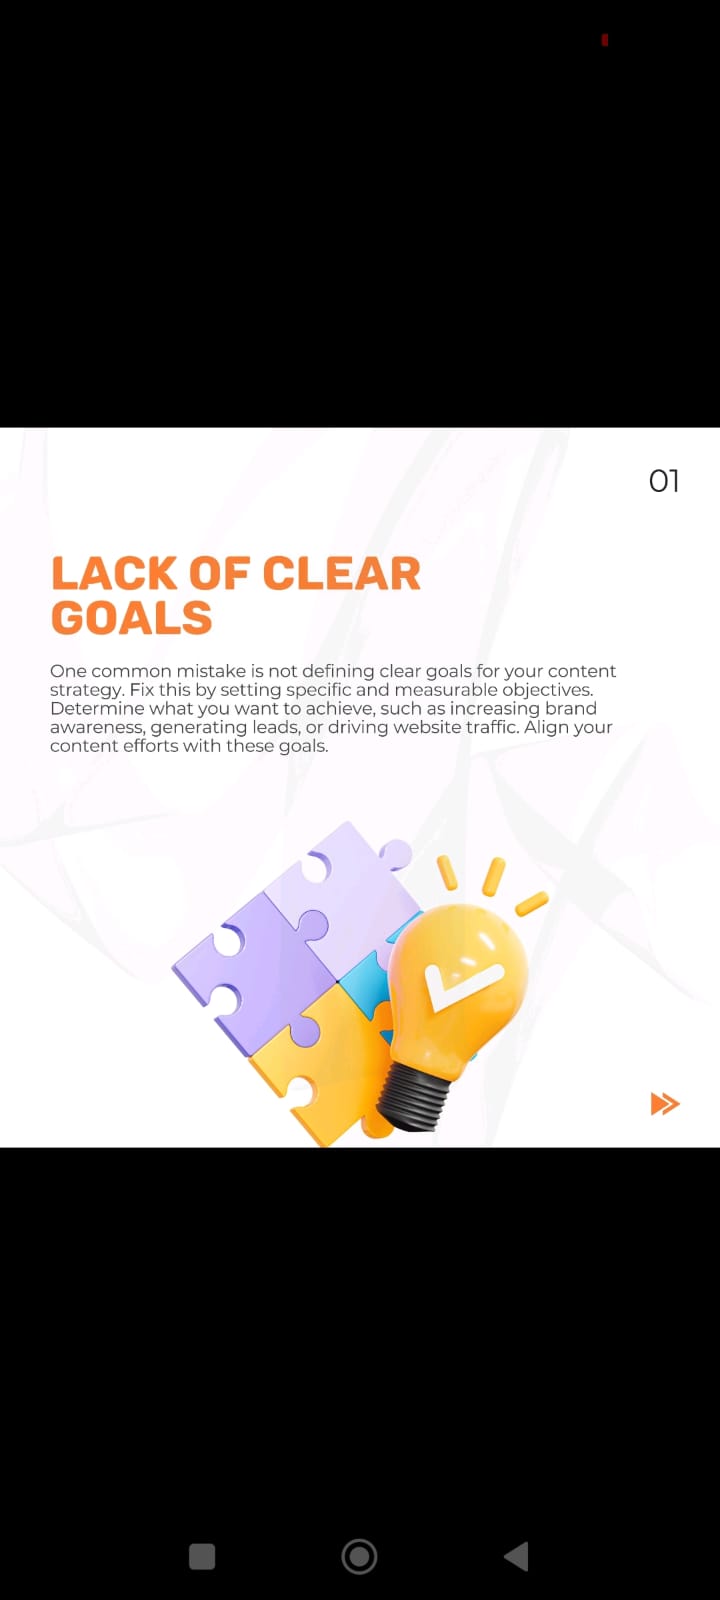 01
LACK OF CLEAR
GOALS
One common mistake is not defining clear goals for your content
strategy. Fix this by setting specific and measurable objectives.
Determine what you want to achieve, such as increasing brand
awareness, generating leads, or driving website traffic. Align your
content efforts with these goals.